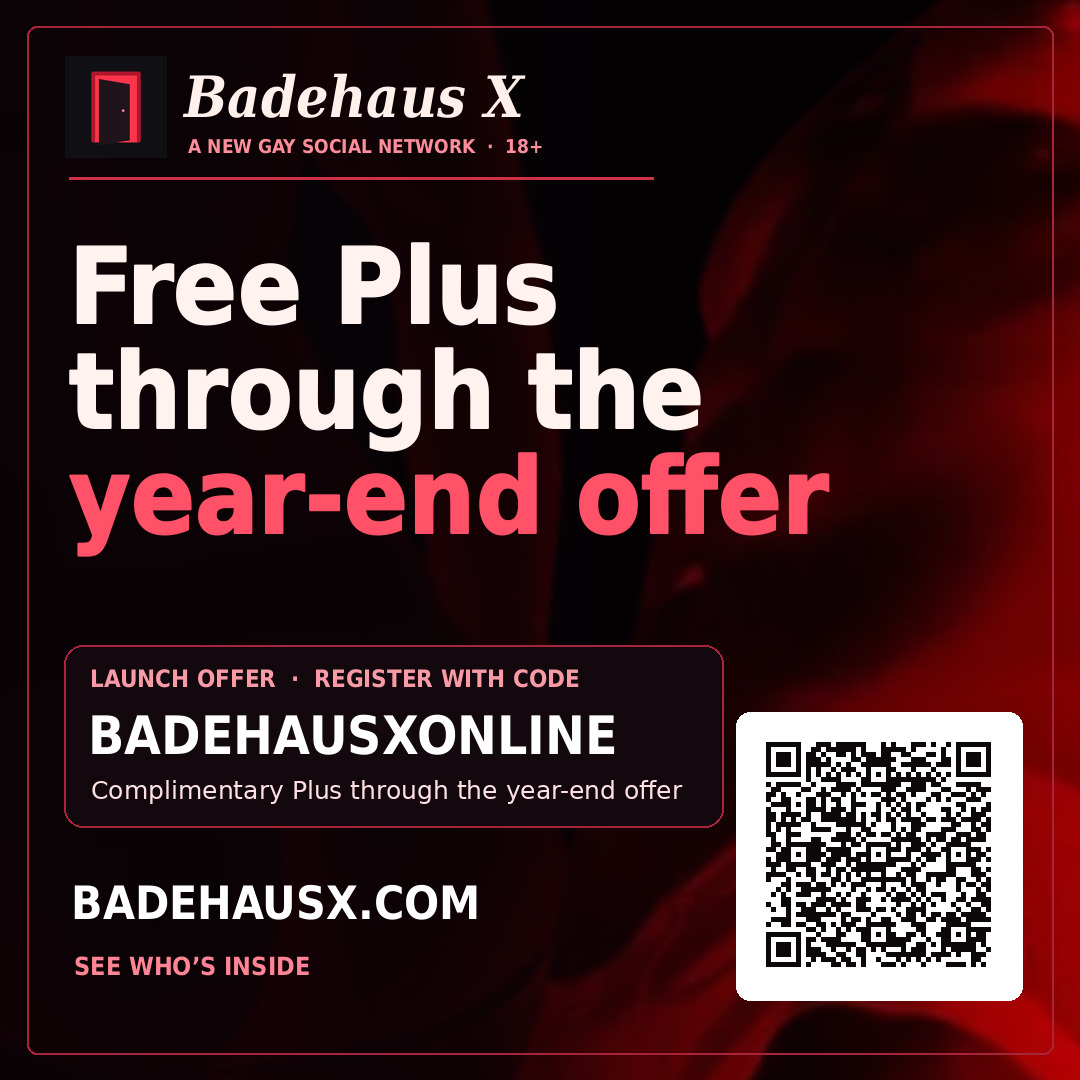 Badehaus X
A NEW GAY SOCIAL NETWORK · 18+
Free Plus
through the
year-end offer
LAUNCH OFFER · REGISTER WITH CODE
BADEHAUSXONLINE
Complimentary Plus through the year-end offer
BADEHAUSX.COM
SEE WHO’S INSIDE